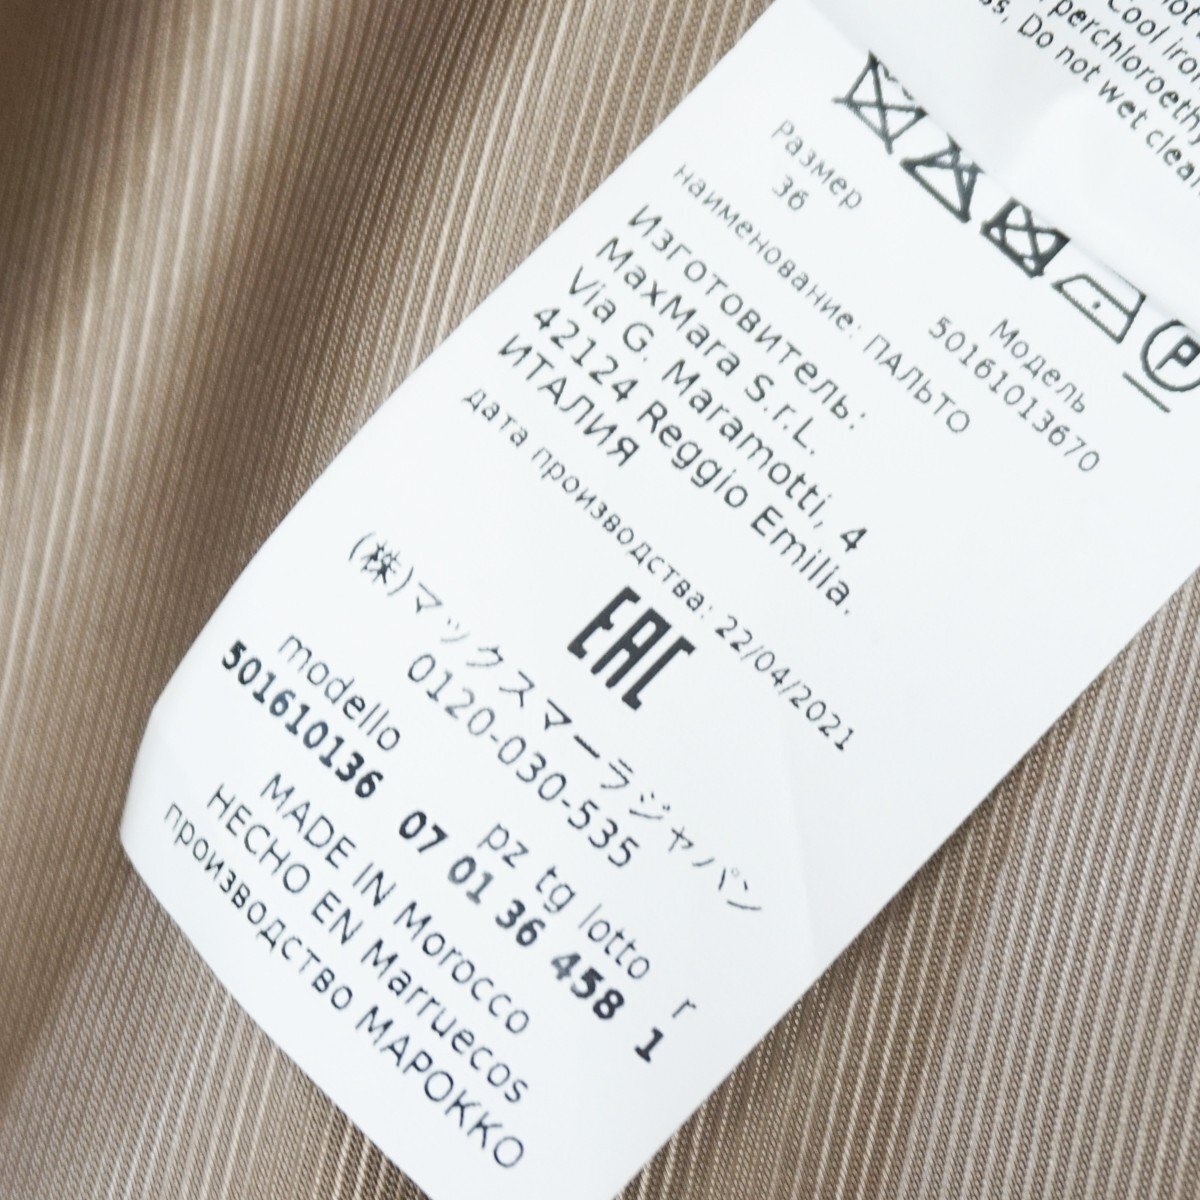 Cool Iron
perchloroethy
Do not wet clean
P
Размер
36
Модель
50161013670
наименование: ПАЛЬТО
Изготовитель:
MaxMara S.r.L.
Via G. Maramotti, 4
42124 Reggio Emilia.
ИТАЛИЯ
дата производства: 22/04/2021
EAC
(株)マックスマーラジャパン
0120-030-535
modello pz tg lotto r
501610136 07 01 36 458 1
MADE IN Morocco
HECHO EN Marruecos
производство МАРОККО